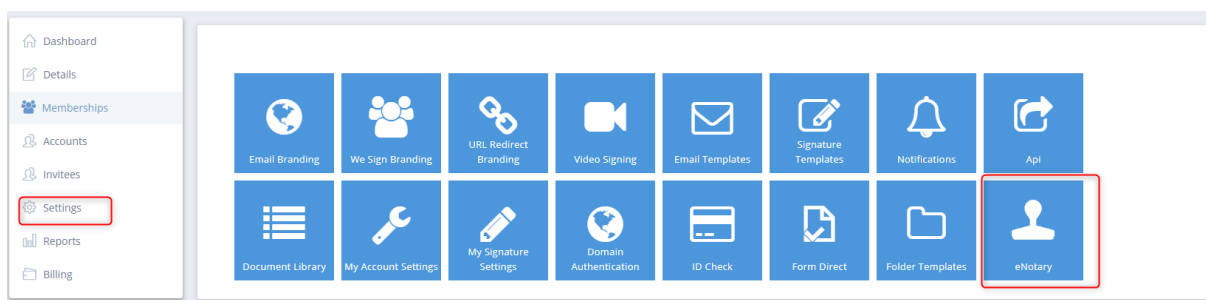 Dashboard
Details
Memberships
Accounts
Invitees
Settings
Reports
Billing
Email Branding
We Sign Branding
URL Redirect
Branding
Video Signing
Email Templates
Signature
Templates
Notifications
Api
Document Library
My Account Settings
My Signature
Settings
Domain
Authentication
ID Check
Form Direct
Folder Templates
eNotary